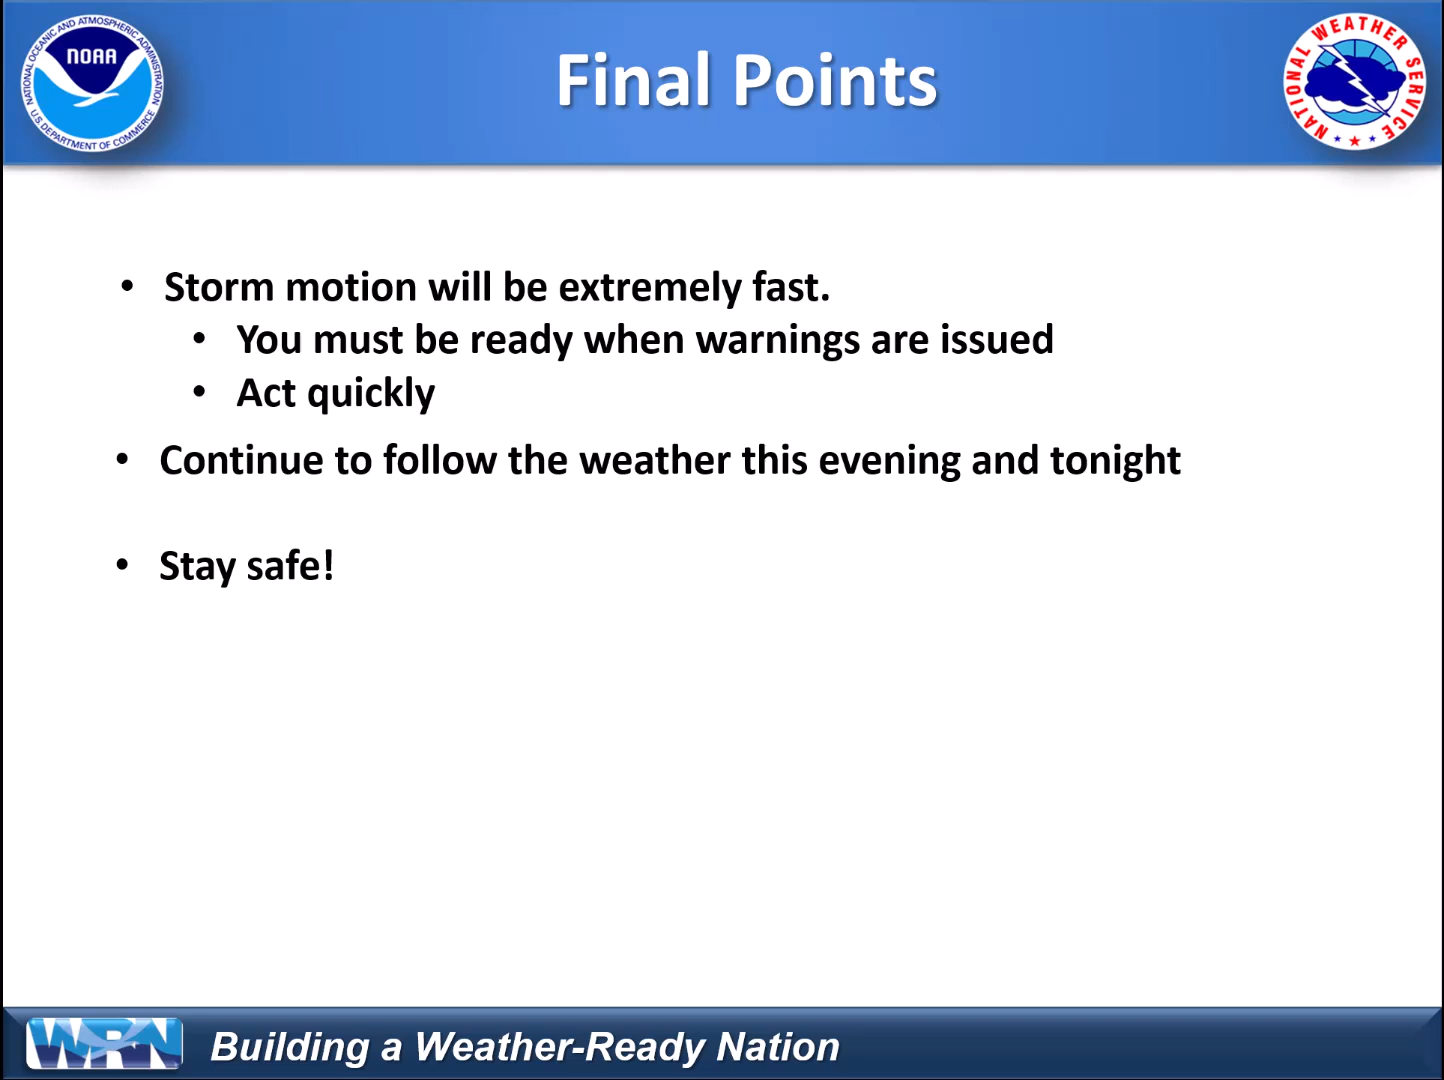 NATIONAL OCEANIC AND ATMOSPHERIC ADMINISTRATION
NOAA
U.S. DEPARTMENT OF COMMERCE
Final Points
NATIONAL WEATHER SERVICE
• Storm motion will be extremely fast.
• You must be ready when warnings are issued
• Act quickly
• Continue to follow the weather this evening and tonight
• Stay safe!
WRN
Building a Weather-Ready Nation